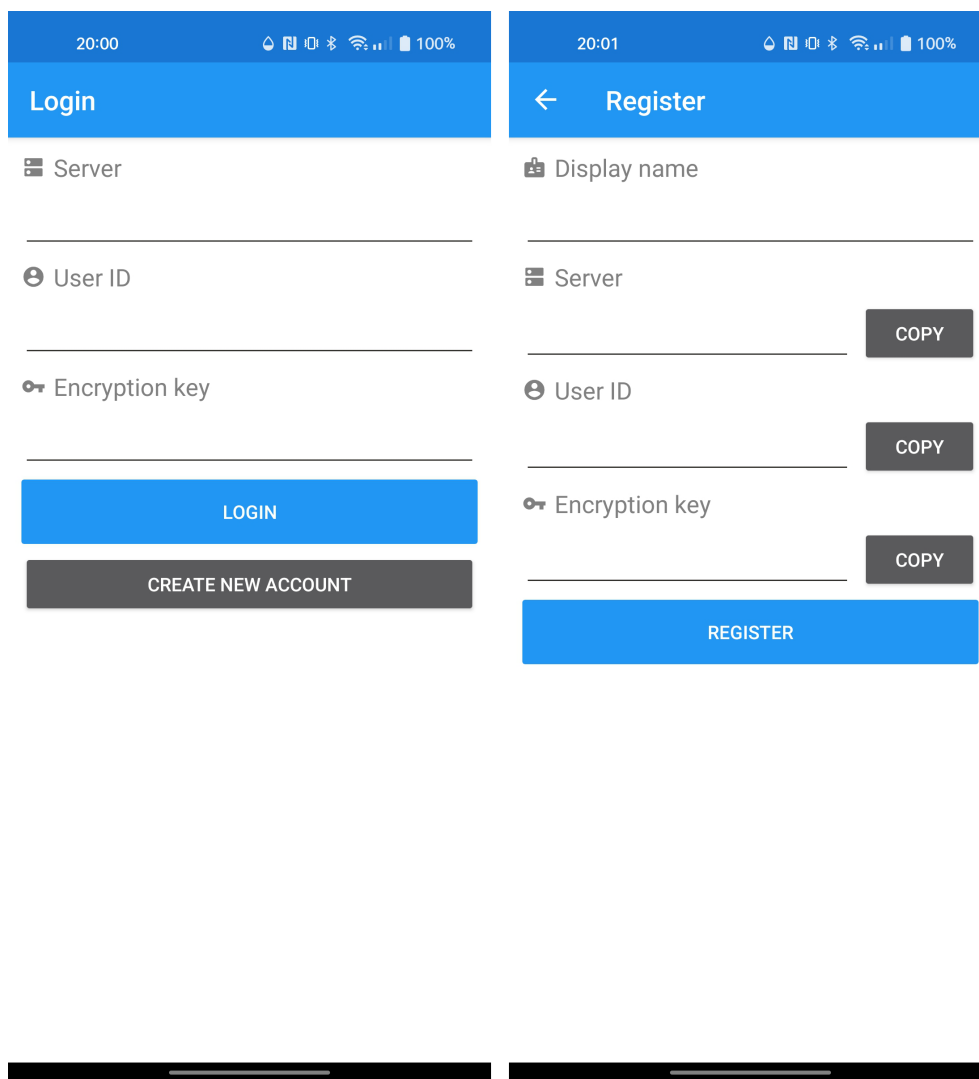 20:00 100%
Login
Server
User ID
Encryption key
LOGIN
CREATE NEW ACCOUNT
20:01 100%
Register
Display name
Server
COPY
User ID
COPY
Encryption key
COPY
REGISTER